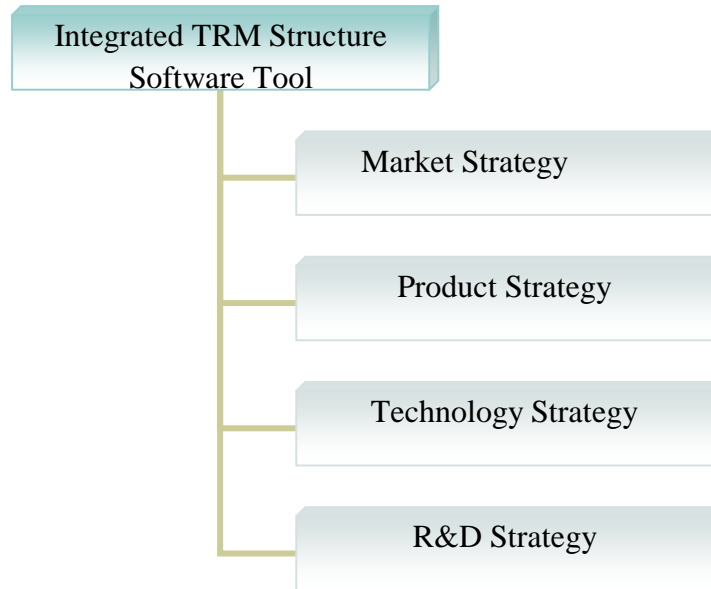 Integrated TRM Structure
Software Tool
Market Strategy
Product Strategy
Technology Strategy
R&D Strategy